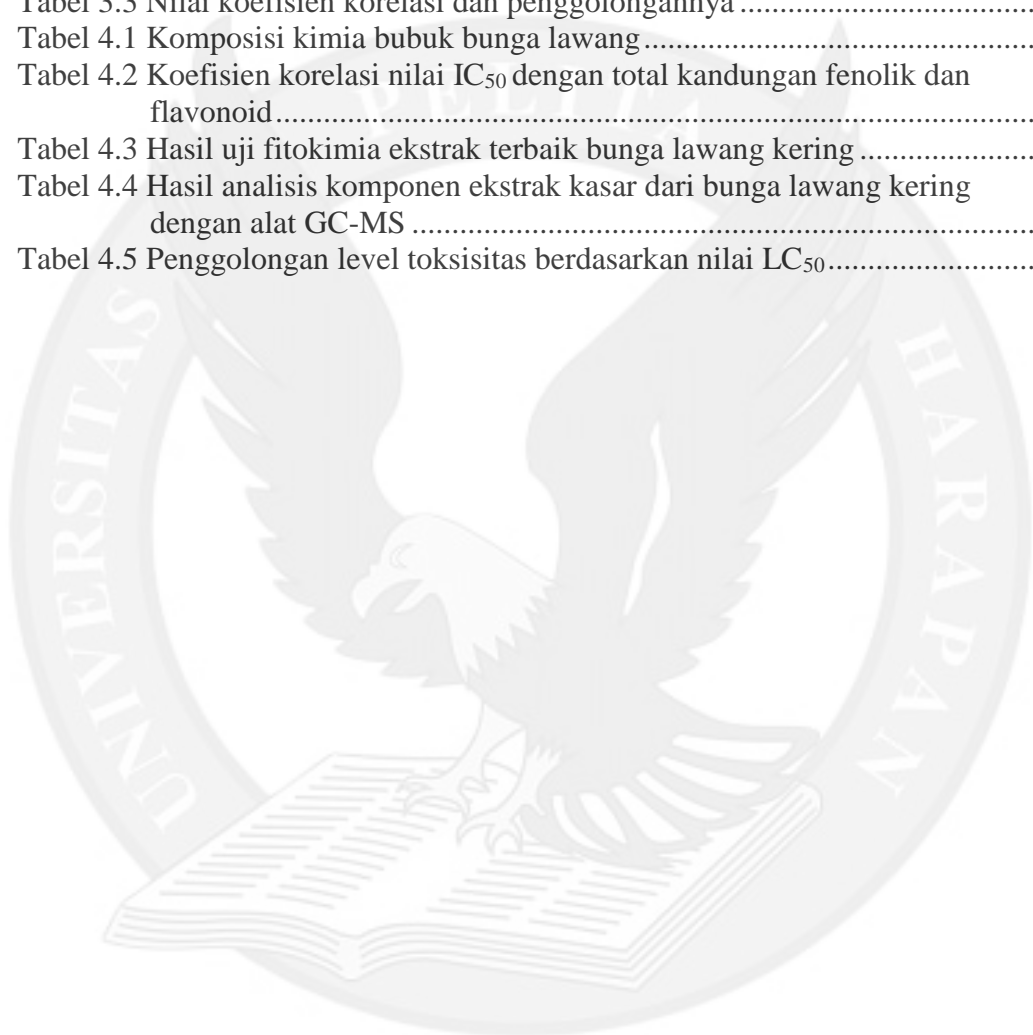 Tabel 3.3 Nilai koefisien korelasi dan penggolongannya ....................................
Tabel 4.1 Komposisi kimia bubuk bunga lawang ....................................................
Tabel 4.2 Koefisien korelasi nilai IC50 dengan total kandungan fenolik dan
flavonoid ....................................................................................................
Tabel 4.3 Hasil uji fitokimia ekstrak terbaik bunga lawang kering .......................
Tabel 4.4 Hasil analisis komponen ekstrak kasar dari bunga lawang kering
dengan alat GC-MS ...............................................................................
Tabel 4.5 Penggolongan level toksisitas berdasarkan nilai LC50 ............................
UNIVERSITAS PELITA HARAPAN